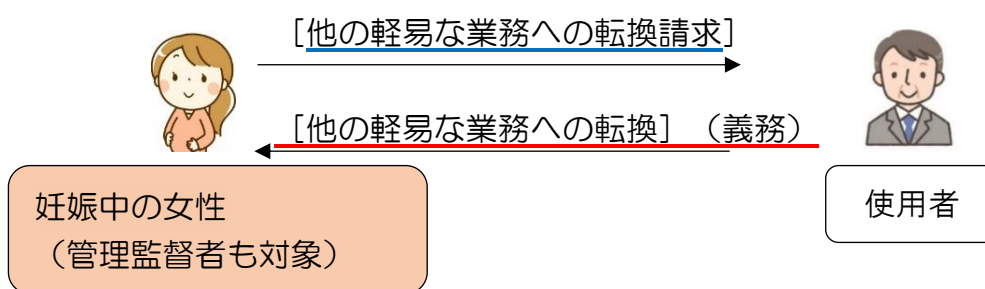 [他の軽易な業務への転換請求]
[他の軽易な業務への転換] (義務)
妊娠中の女性
(管理監督者も対象)
使用者